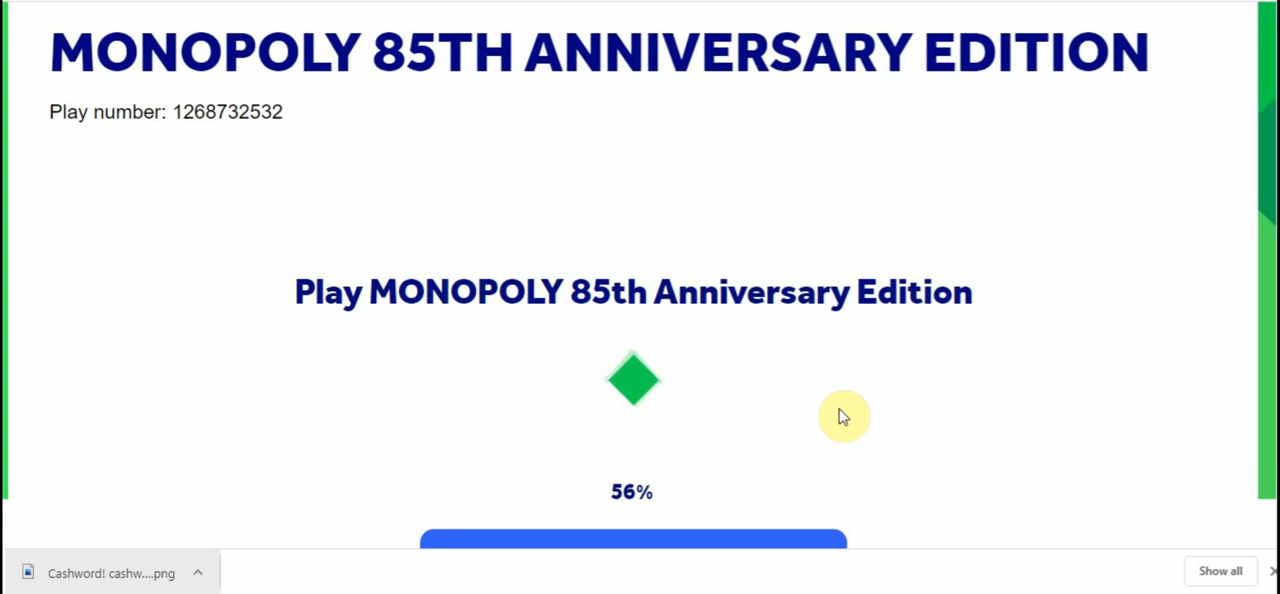 MONOPOLY 85TH ANNIVERSARY EDITION
Play number: 1268732532
Play MONOPOLY 85th Anniversary Edition
56%
Cashword! cashw....png
Show all